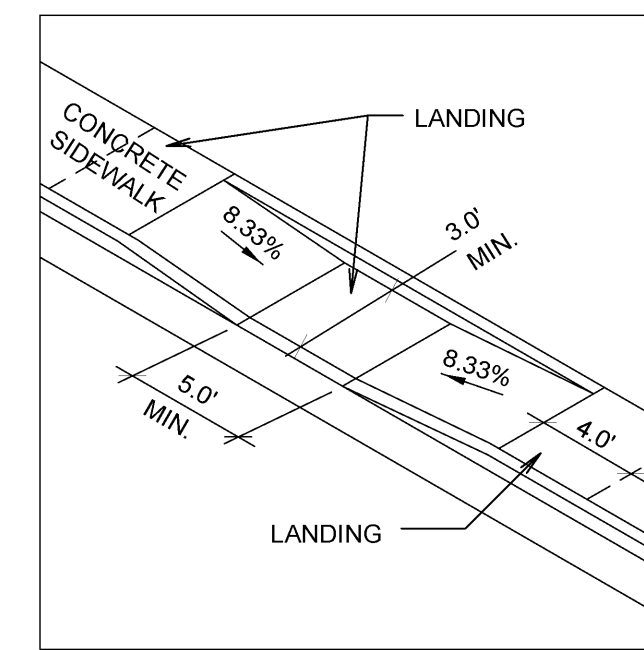 LANDING
CONCRETE
SIDEWALK
8.33%
3.0'
MIN.
8.33%
5.0'
MIN.
4.0'
LANDING